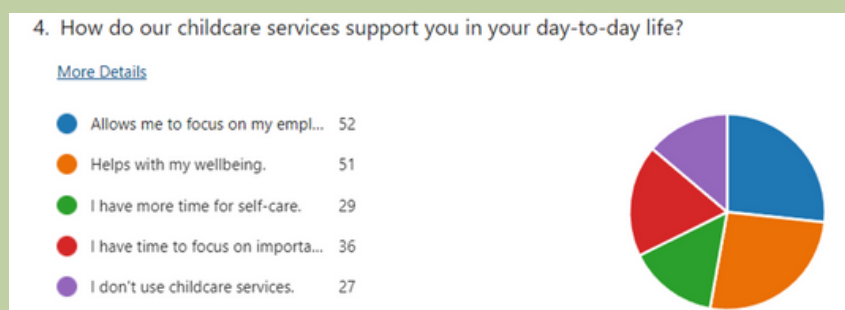 4. How do our childcare services support you in your day-to-day life?
More Details
Allows me to focus on my empl... 52
Helps with my wellbeing. 51
I have more time for self-care. 29
I have time to focus on importa... 36
I don't use childcare services. 27